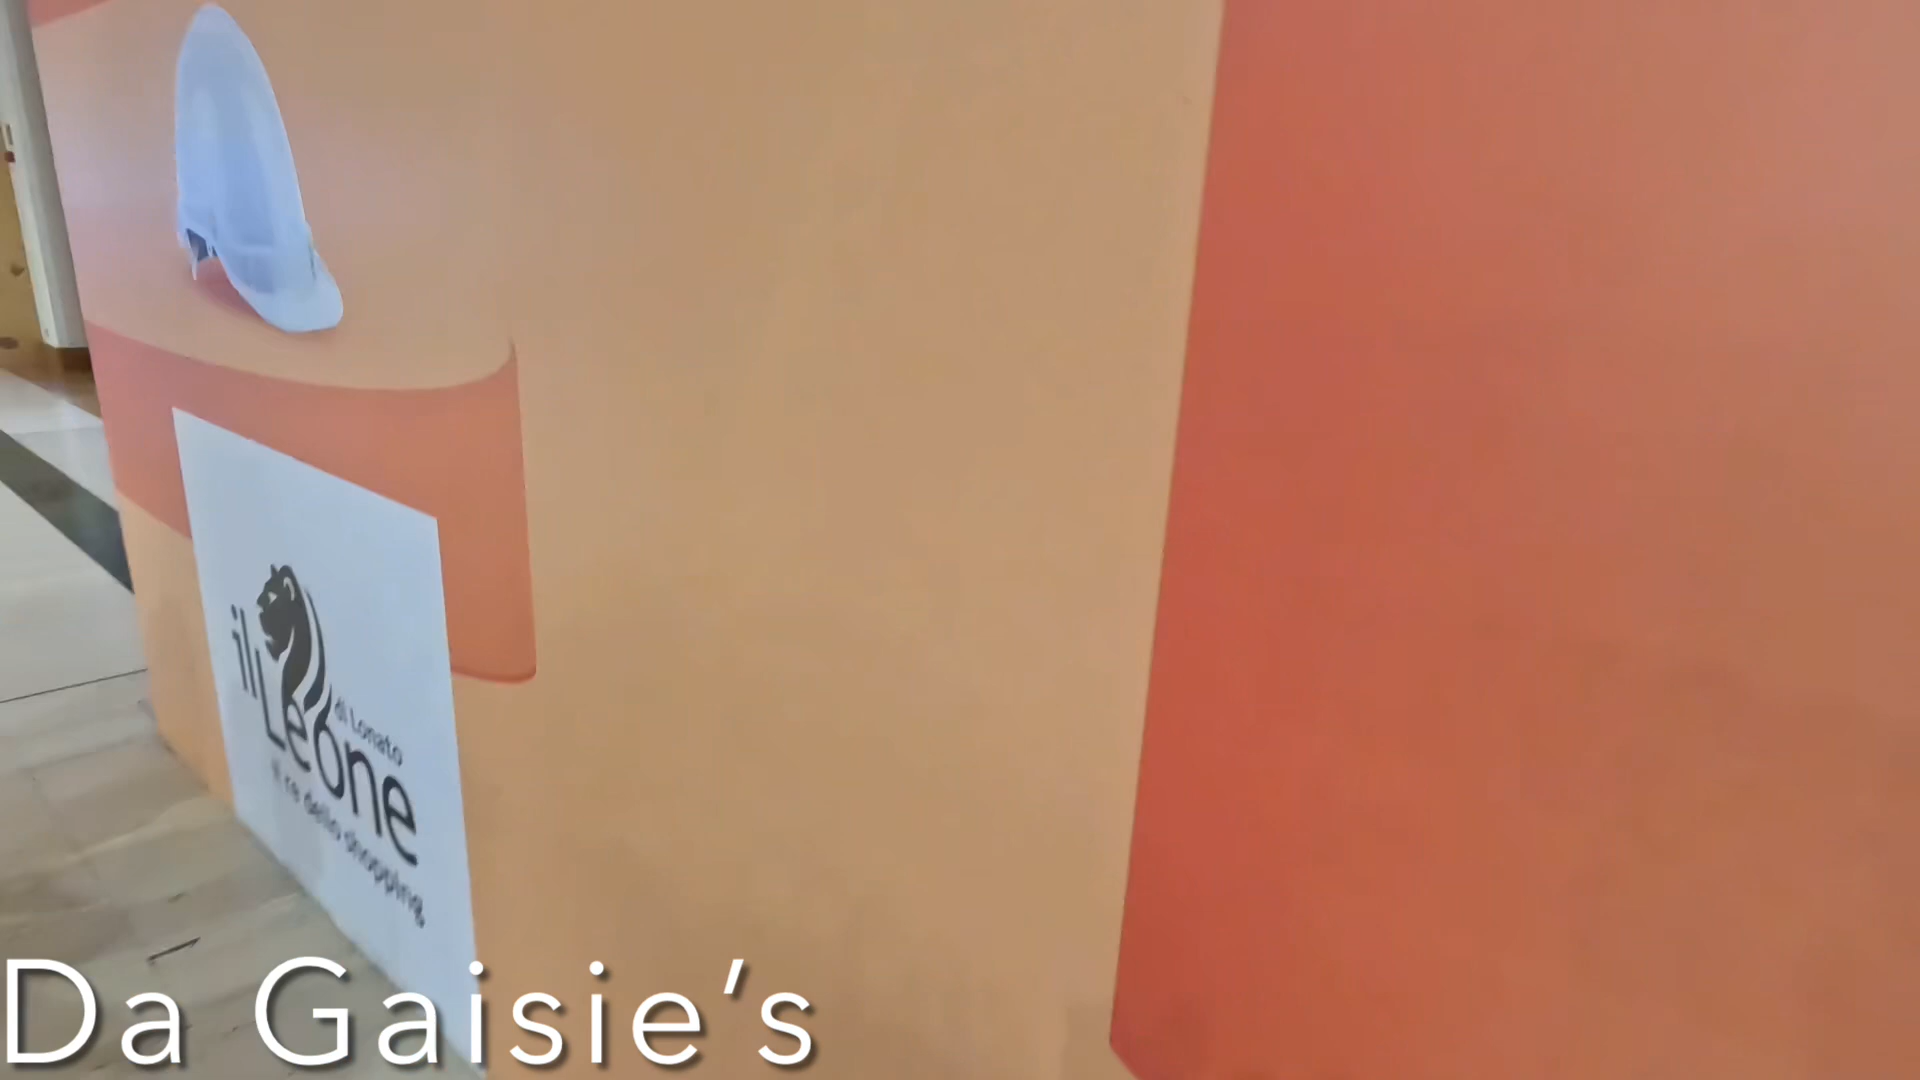 il Leone
di Lonato
il re dello shopping
Da Gaisie’s